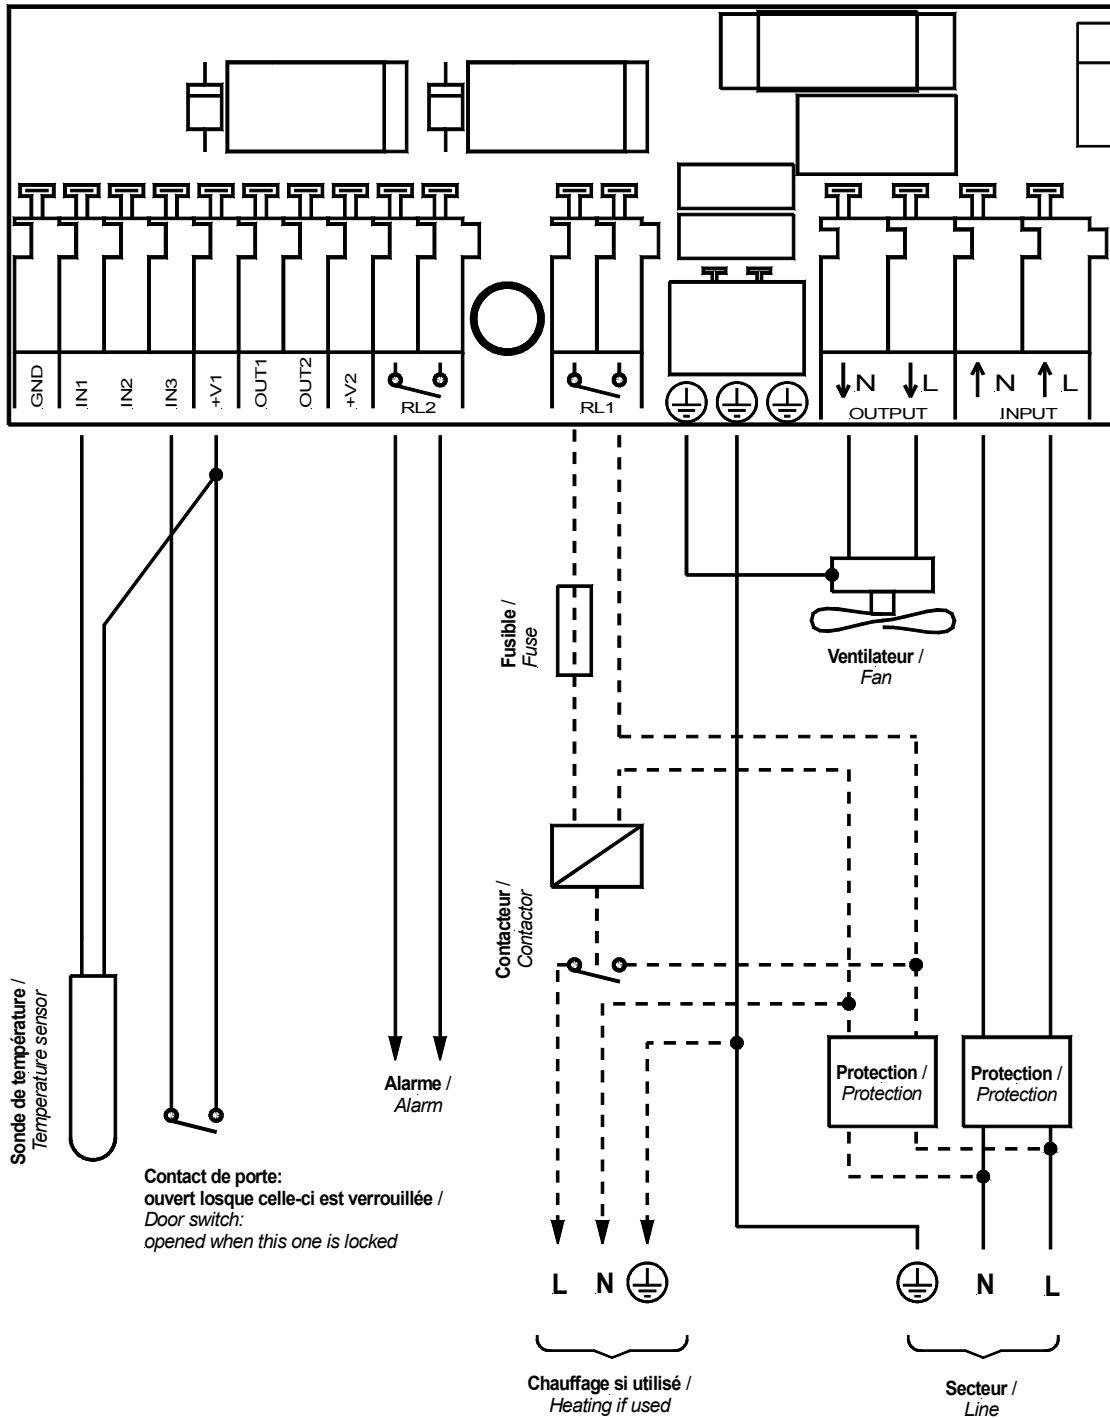 GND
IN1
IN2
IN3
+V1
OUT1
OUT2
+V2
RL2
RL1
N
L
OUTPUT
N
L
INPUT
Fusible /
Fuse
Ventilateur /
Fan
Contacteur /
Contactor
Sonde de température /
Temperature sensor
Alarme /
Alarm
Protection /
Protection
Protection /
Protection
Contact de porte:
ouvert losque celle-ci est verrouillée /
Door switch:
opened when this one is locked
L
N
N
L
Chauffage si utilisé /
Heating if used
Secteur /
Line